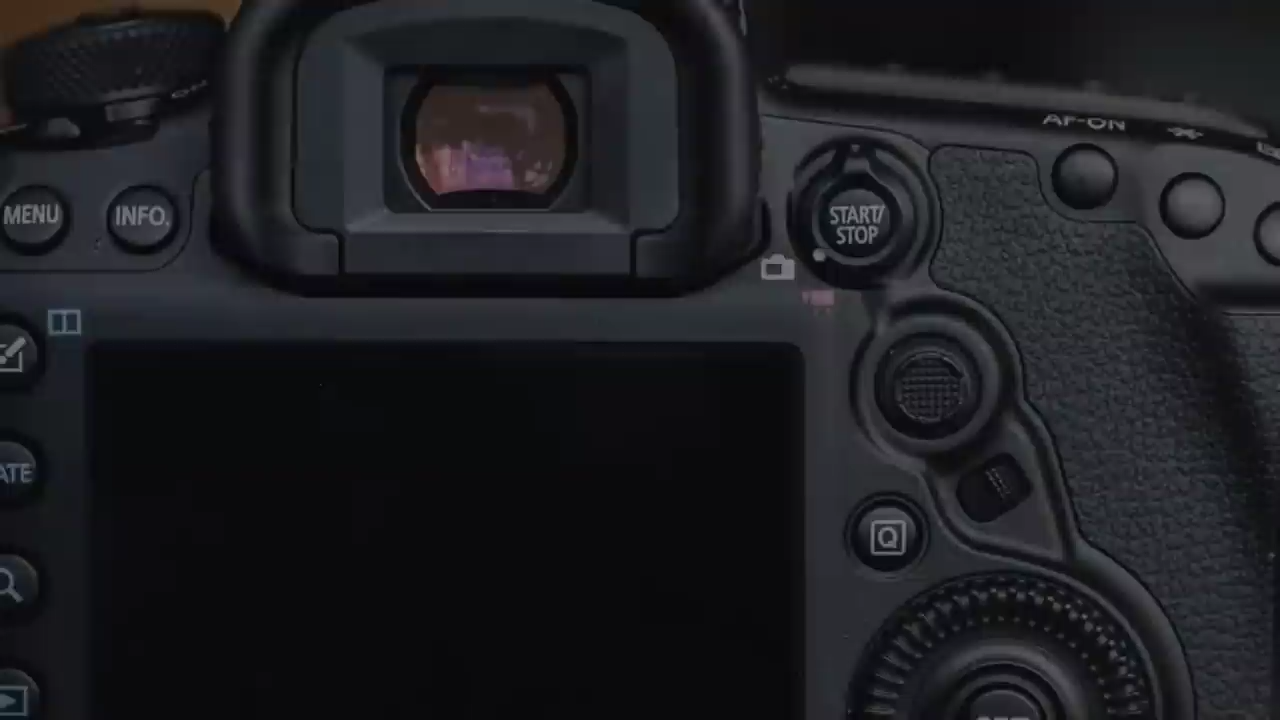 AF-ON
MENU
INFO.
START/
STOP
ATE
Q